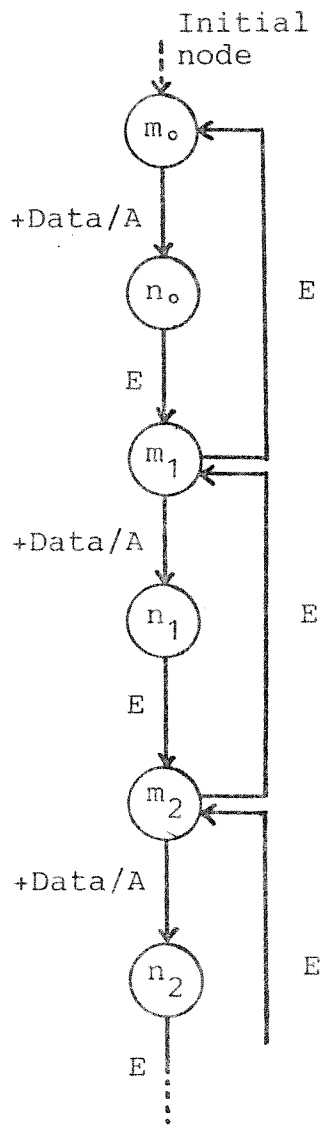 Initial
node
m₀
+Data/A
E
n₀
E
m₁
+Data/A
E
n₁
E
m₂
+Data/A
E
n₂
E